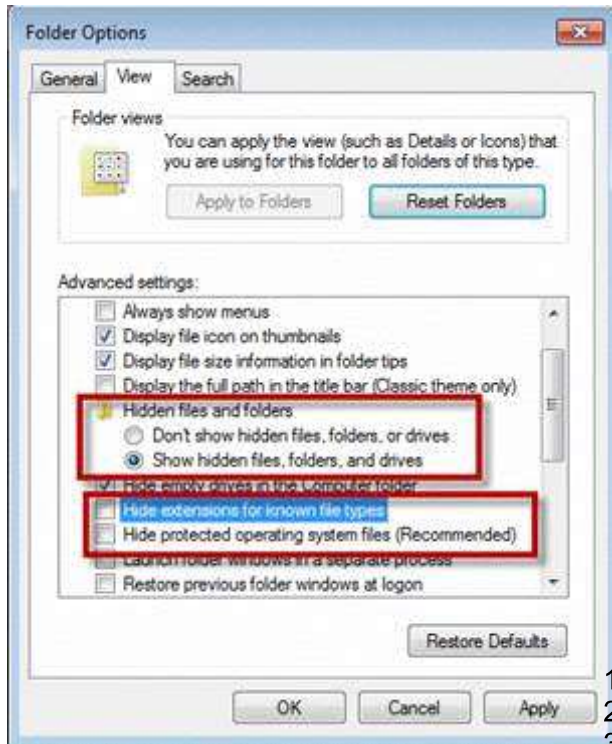 Folder Options
General View Search
Folder views
You can apply the view (such as Details or Icons) that
you are using for this folder to all folders of this type.
Apply to Folders Reset Folders
Advanced settings:
Always show menus
Display file icon on thumbnails
Display file size information in folder tips
Display the full path in the title bar (Classic theme only)
Hidden files and folders
Don't show hidden files, folders, or drives
Show hidden files, folders, and drives
Hide empty drives in the Computer folder
Hide extensions for known file types
Hide protected operating system files (Recommended)
Launch folder windows in a separate process
Restore previous folder windows at logon
Restore Defaults
1
OK Cancel Apply
2